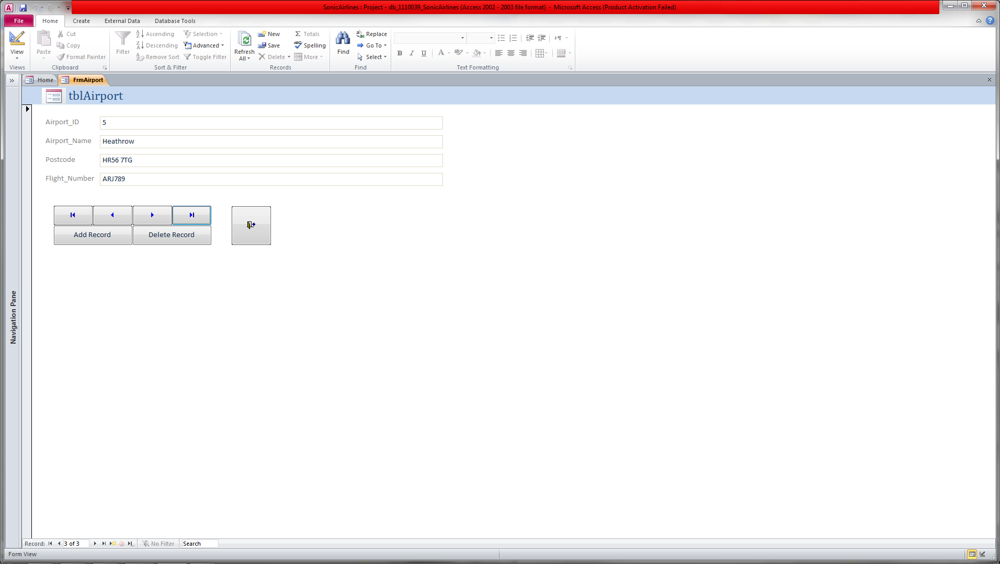 SonicAirlines : Project - db_1110039_SonicAirlines (Access 2002 - 2003 file format) - Microsoft Access (Product Activation Failed)
File Home Create External Data Database Tools
View
Views
Paste
Cut
Copy
Format Painter
Clipboard
Filter
Ascending
Descending
Remove Sort
Selection
Advanced
Toggle Filter
Sort & Filter
Refresh All
New
Save
Delete
Totals
Spelling
More
Records
Find
Replace
Go To
Select
Find
B I U A
Text Formatting
Home FrmAirport
tblAirport
Airport_ID 5
Airport_Name Heathrow
Postcode HR56 7TG
Flight_Number ARJ789
Add Record Delete Record
Navigation Pane
Record: 3 of 3 No Filter Search
Form View